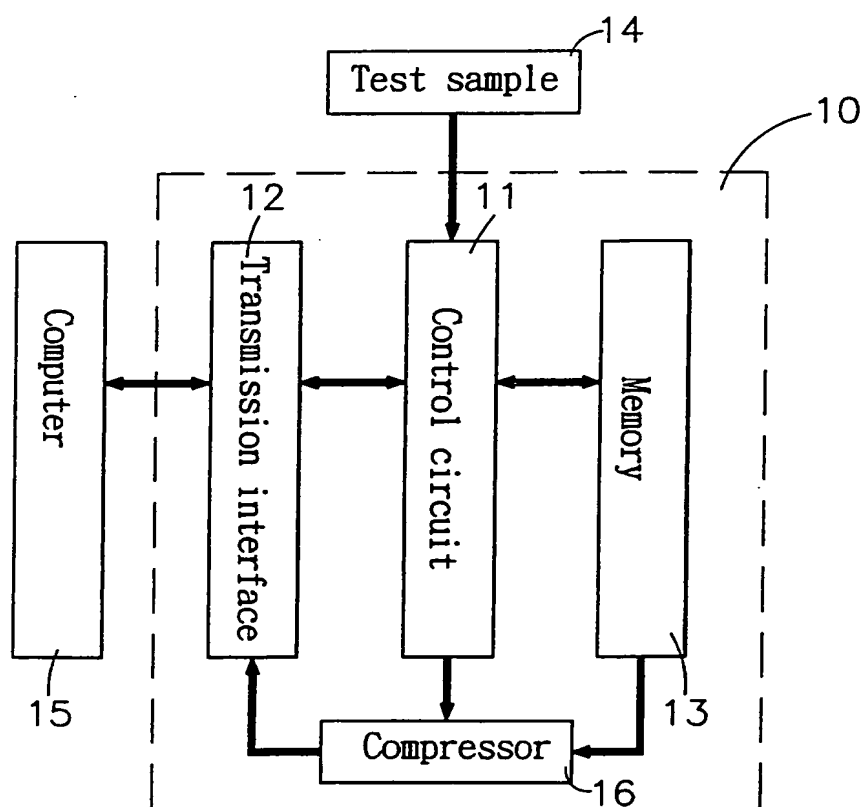 14
Test sample
10
12
11
Computer
Transmission interface
Control circuit
Memory
15
13
Compressor
16